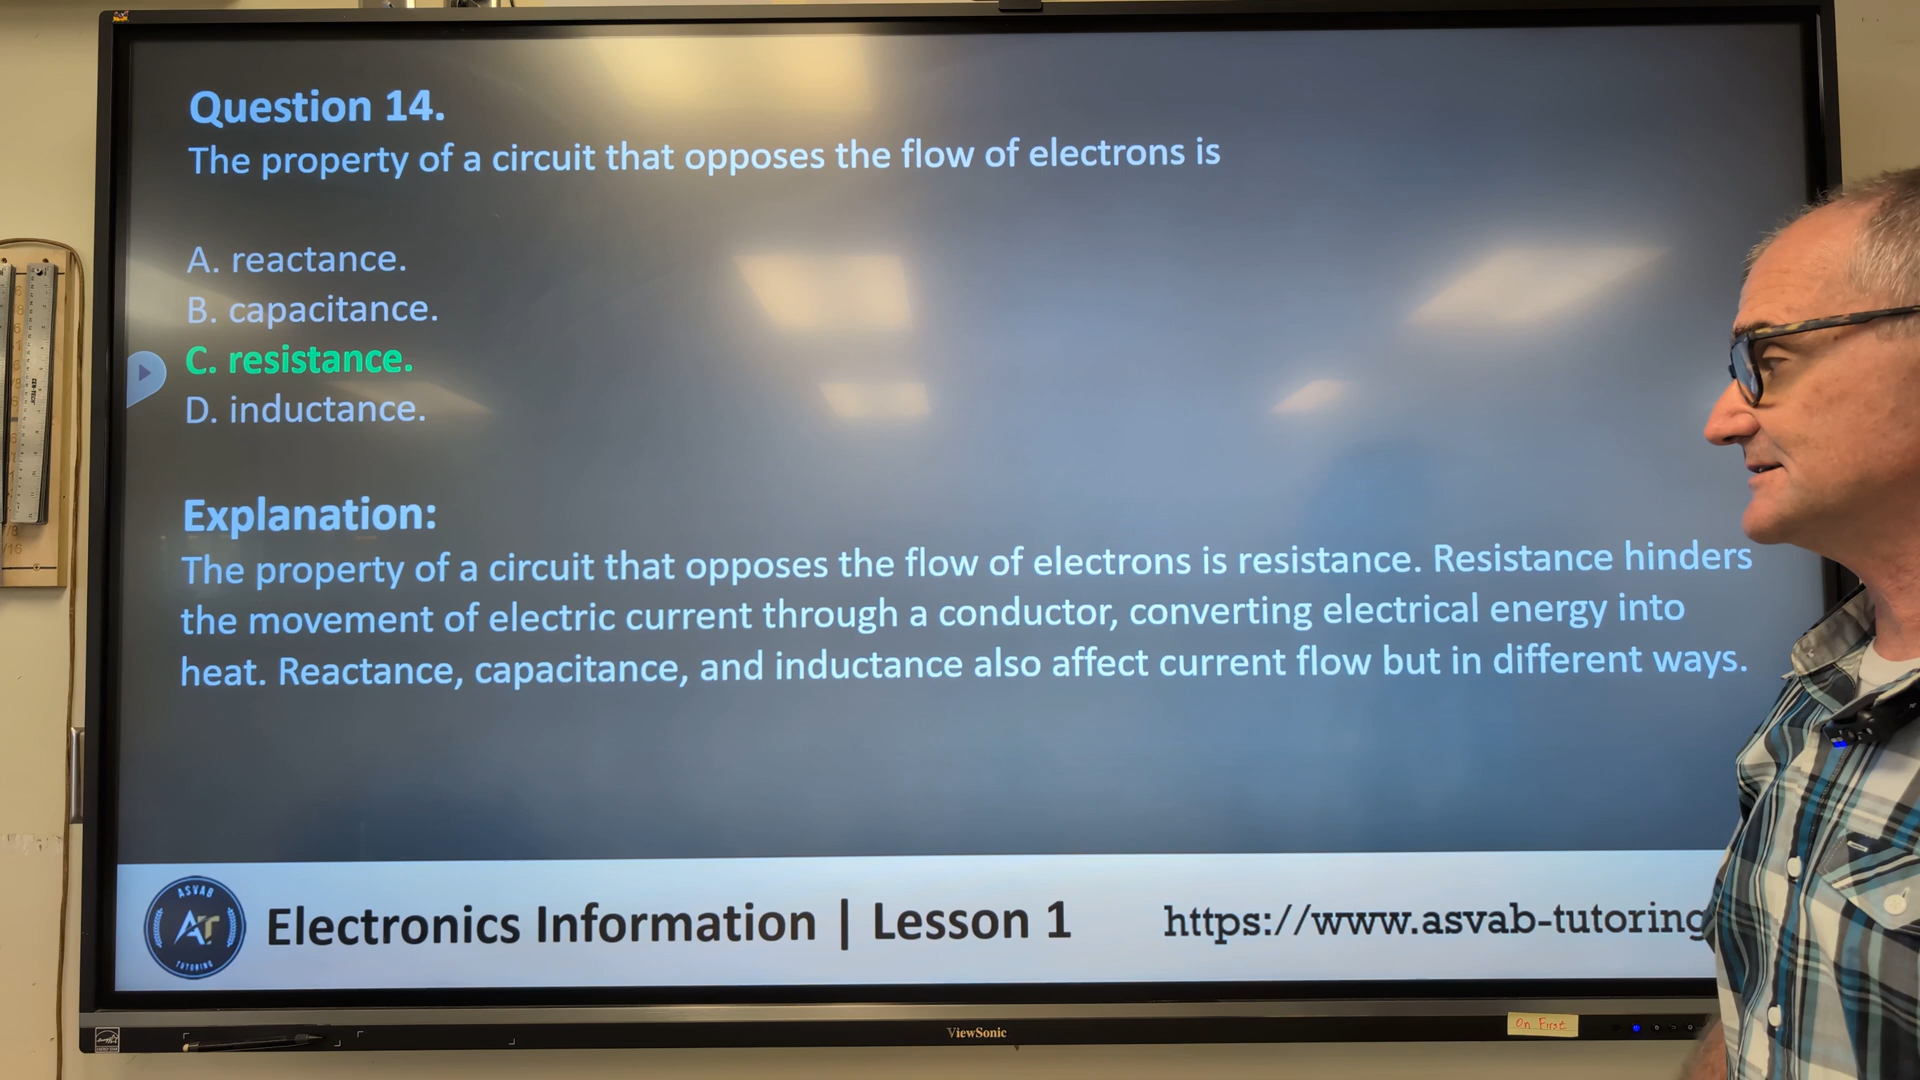 Question 14.
The property of a circuit that opposes the flow of electrons is
A. reactance.
B. capacitance.
C. resistance.
D. inductance.
Explanation:
The property of a circuit that opposes the flow of electrons is resistance. Resistance hinders
the movement of electric current through a conductor, converting electrical energy into
heat. Reactance, capacitance, and inductance also affect current flow but in different ways.
ASVAB
AT
TUTORING
Electronics Information | Lesson 1
https://www.asvab-tutoring
ViewSonic
On First